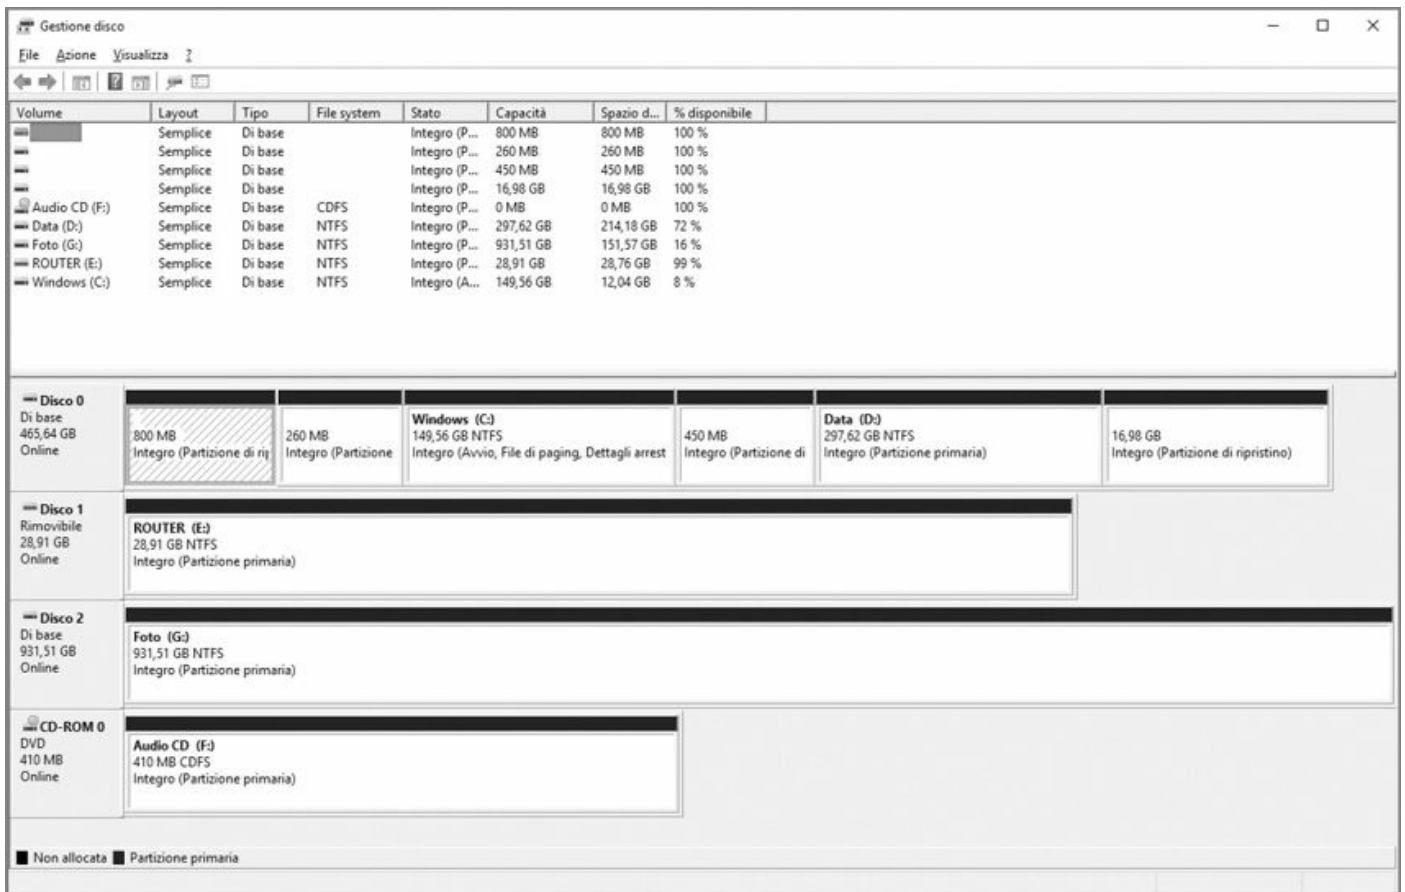 Gestione disco
File Azione Visualizza ?
Volume Layout Tipo File system Stato Capacità Spazio d... % disponibile
Semplice Di base Integro (P... 800 MB 800 MB 100 %
Semplice Di base Integro (P... 260 MB 260 MB 100 %
Semplice Di base Integro (P... 450 MB 450 MB 100 %
Semplice Di base Integro (P... 16,98 GB 16,98 GB 100 %
Audio CD (F:) Semplice Di base CDFS Integro (P... 0 MB 0 MB 100 %
Data (D:) Semplice Di base NTFS Integro (P... 297,62 GB 214,18 GB 72 %
Foto (G:) Semplice Di base NTFS Integro (P... 931,51 GB 151,57 GB 16 %
ROUTER (E:) Semplice Di base NTFS Integro (P... 28,91 GB 28,76 GB 99 %
Windows (C:) Semplice Di base NTFS Integro (A... 149,56 GB 12,04 GB 8 %
Disco 0
Di base
465,64 GB
Online
800 MB
Integro (Partizione di rip
260 MB
Integro (Partizione
Windows (C:)
149,56 GB NTFS
Integro (Avvio, File di paging, Dettagli arrest
450 MB
Integro (Partizione di
Data (D:)
297,62 GB NTFS
Integro (Partizione primaria)
16,98 GB
Integro (Partizione di ripristino)
Disco 1
Rimovibile
28,91 GB
Online
ROUTER (E:)
28,91 GB NTFS
Integro (Partizione primaria)
Disco 2
Di base
931,51 GB
Online
Foto (G:)
931,51 GB NTFS
Integro (Partizione primaria)
CD-ROM 0
DVD
410 MB
Online
Audio CD (F:)
410 MB CDFS
Integro (Partizione primaria)
Non allocata Partizione primaria